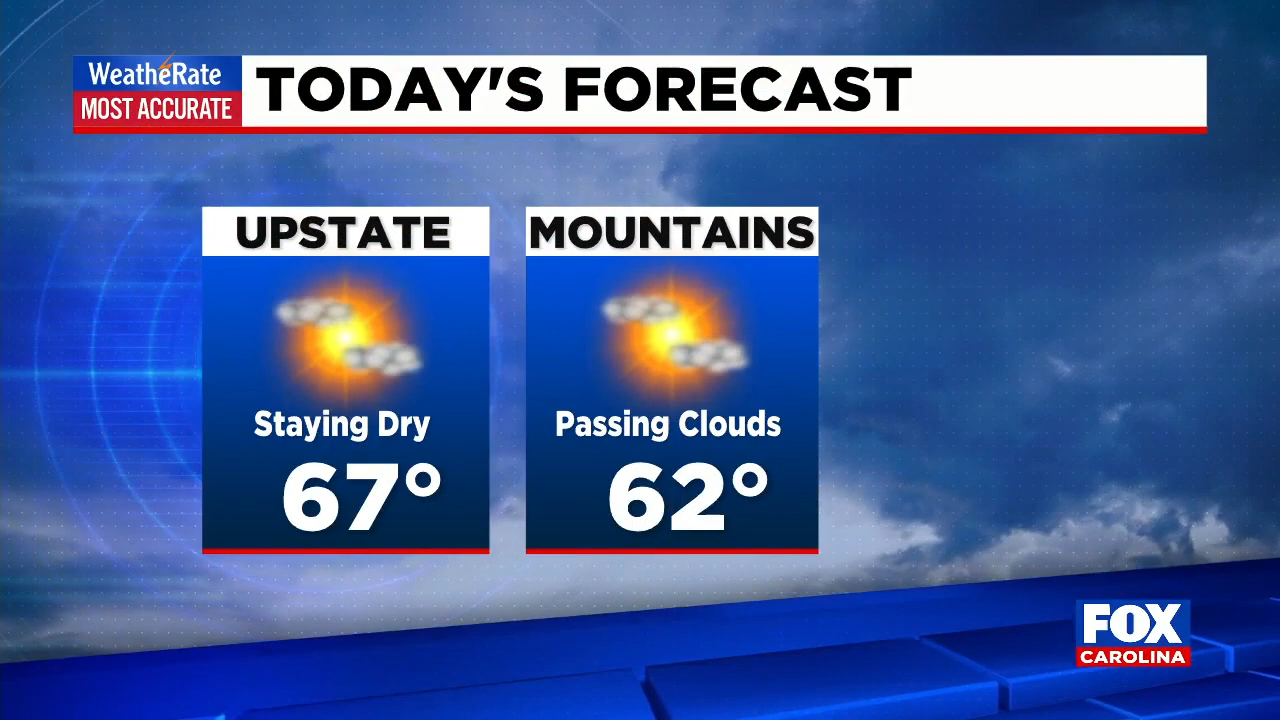 WeatheRate
MOST ACCURATE
TODAY'S FORECAST
UPSTATE
Staying Dry
67°
MOUNTAINS
Passing Clouds
62°
FOX
CAROLINA